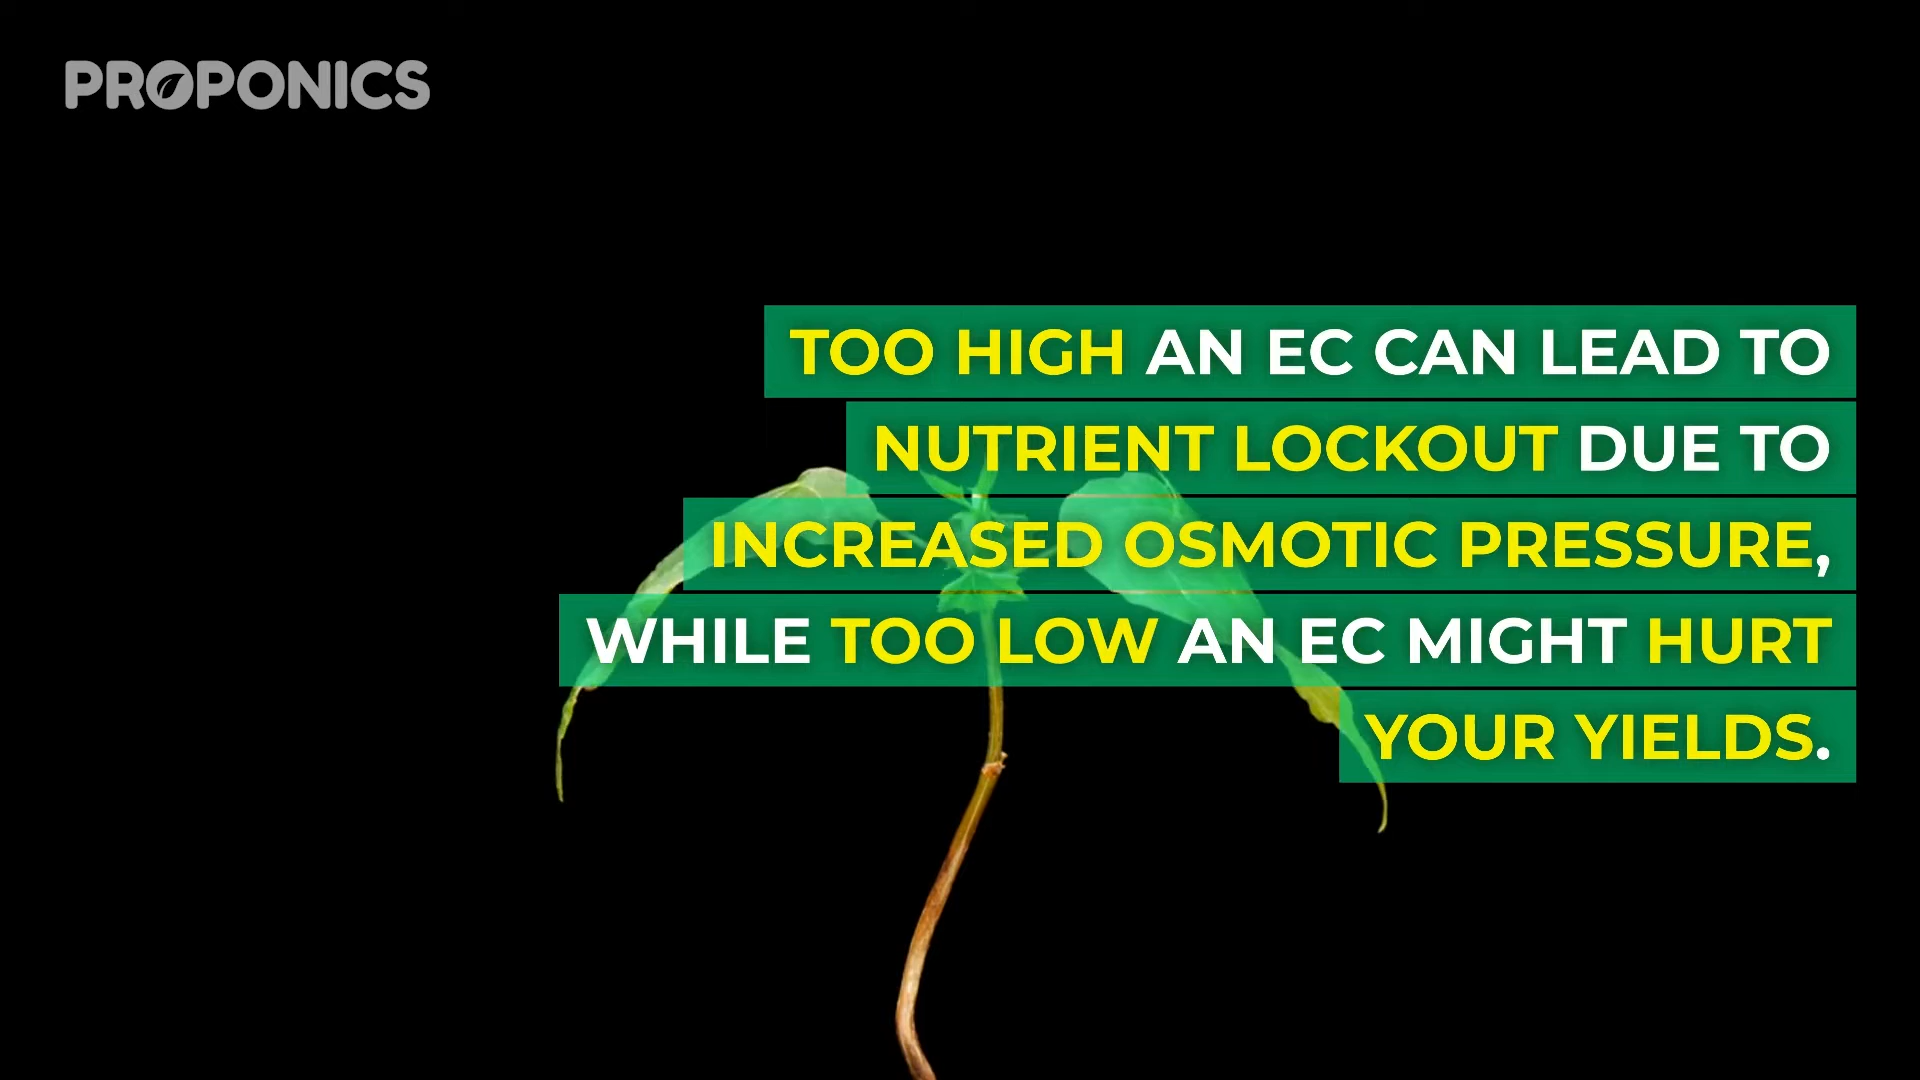 PROPONICS
TOO HIGH AN EC CAN LEAD TO
NUTRIENT LOCKOUT DUE TO
INCREASED OSMOTIC PRESSURE,
WHILE TOO LOW AN EC MIGHT HURT
YOUR YIELDS.